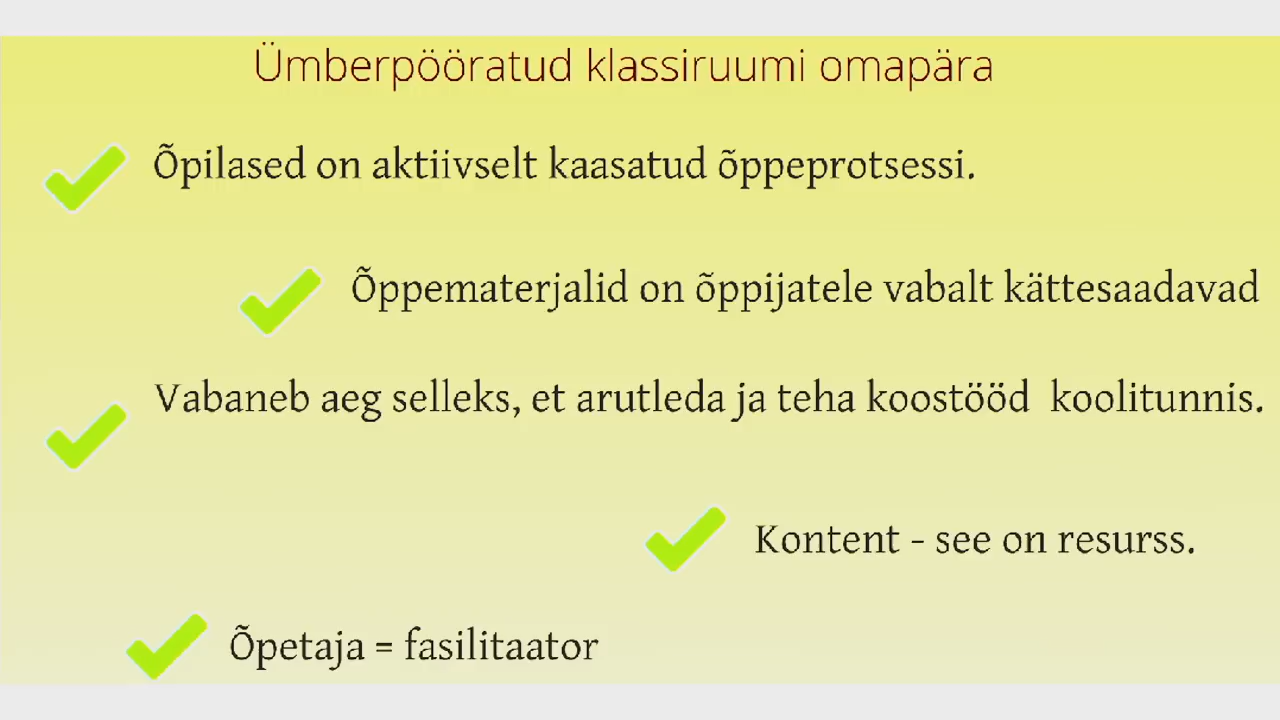 Ümberpööratud klassiruumi omapära
Õpilased on aktiivselt kaasatud õppeprotsessi.
Õppematerjalid on õppijatele vabalt kättesaadavad
Vabaneb aeg selleks, et arutleda ja teha koostööd koolitunnis.
Kontent - see on resurss.
Õpetaja = fasilitaator